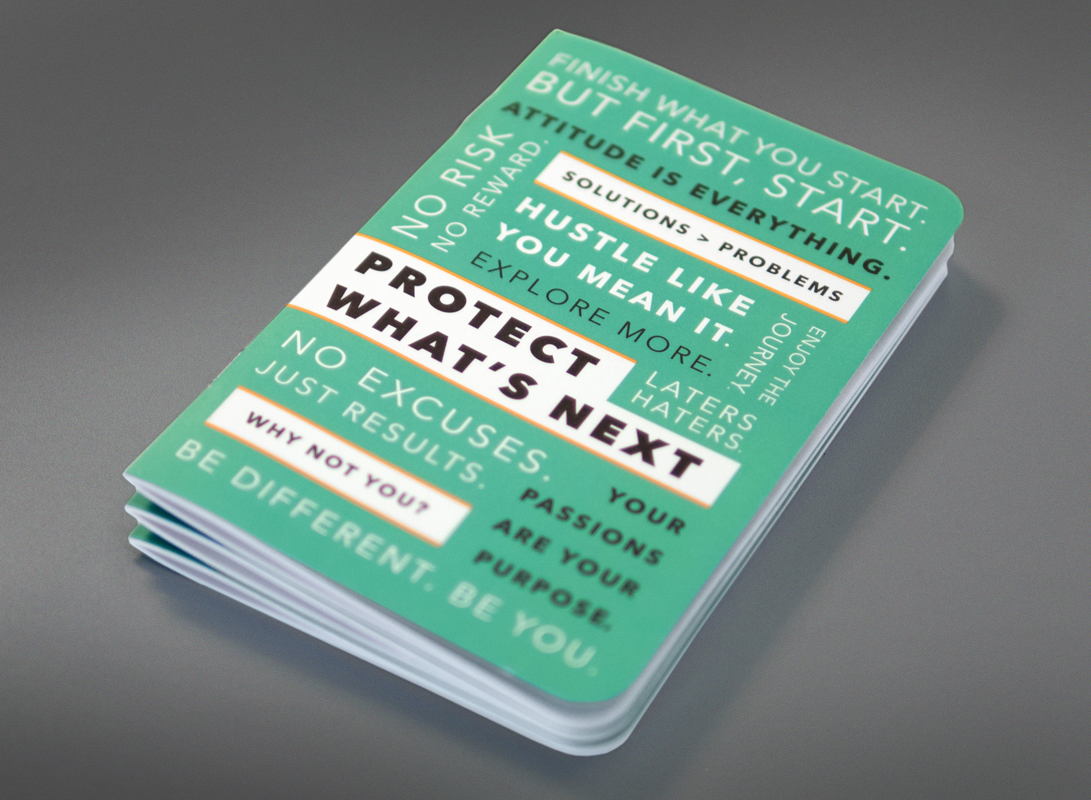 FINISH WHAT YOU START.
BUT FIRST, START.
ATTITUDE IS EVERYTHING.
NO RISK
NO REWARD.
SOLUTIONS > PROBLEMS
HUSTLE LIKE
YOU MEAN IT.
EXPLORE MORE.
ENJOY THE
JOURNEY.
PROTECT
WHAT'S NEXT
LATERS
HATERS.
NO EXCUSES.
JUST RESULTS.
WHY NOT YOU?
BE DIFFERENT. BE YOU.
YOUR
PASSIONS
ARE YOUR
PURPOSE.